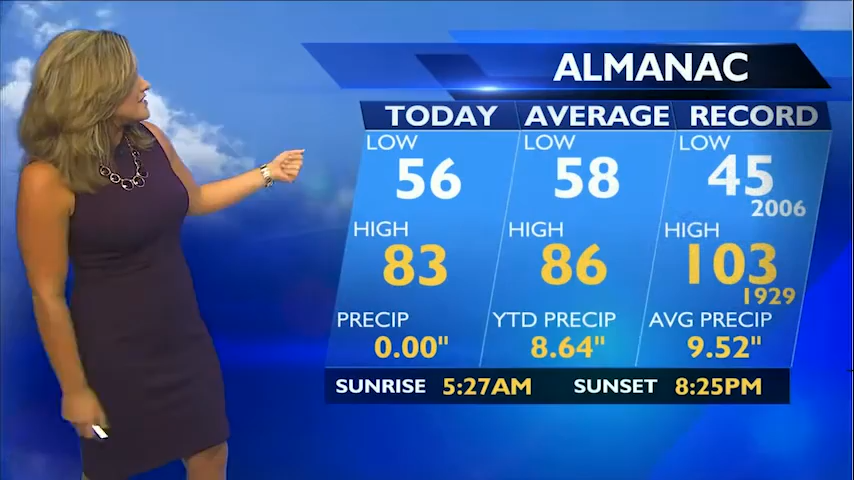 ALMANAC
TODAY AVERAGE RECORD
LOW LOW LOW
56 58 45
2006
HIGH HIGH HIGH
83 86 103
1929
PRECIP YTD PRECIP AVG PRECIP
0.00" 8.64" 9.52"
SUNRISE 5:27AM SUNSET 8:25PM